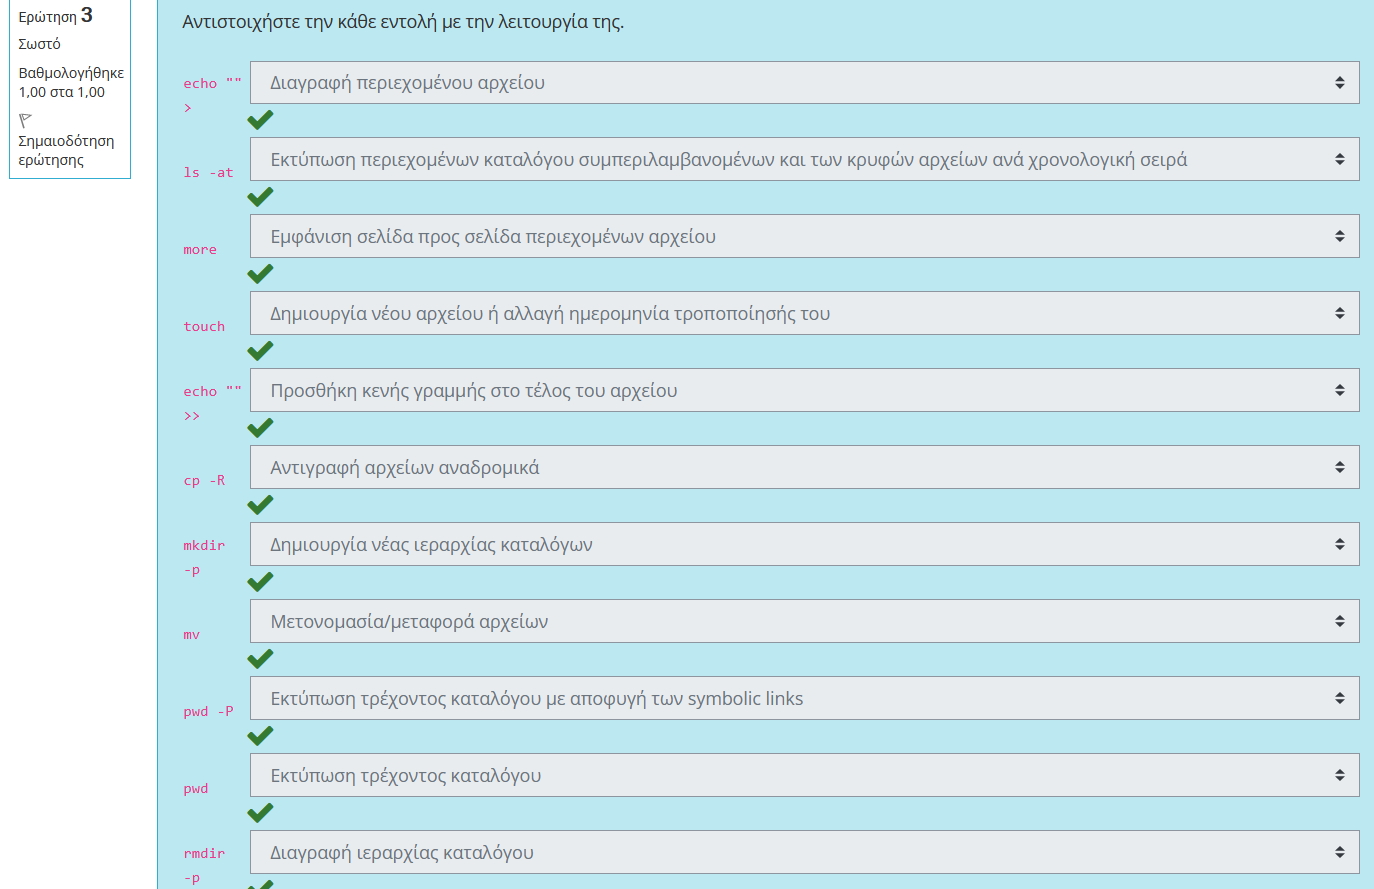 Ερώτηση 3
Σωστό
Βαθμολογήθηκε
1,00 στα 1,00
Σημαιοδότηση
ερώτησης
Αντιστοιχήστε την κάθε εντολή με την λειτουργία της.
echo ""
>
Διαγραφή περιεχομένου αρχείου
ls -at
Εκτύπωση περιεχομένων καταλόγου συμπεριλαμβανομένων και των κρυφών αρχείων ανά χρονολογική σειρά
more
Εμφάνιση σελίδα προς σελίδα περιεχομένων αρχείου
touch
Δημιουργία νέου αρχείου ή αλλαγή ημερομηνία τροποποίησής του
echo ""
>>
Προσθήκη κενής γραμμής στο τέλος του αρχείου
cp -R
Αντιγραφή αρχείων αναδρομικά
mkdir
-p
Δημιουργία νέας ιεραρχίας καταλόγων
mv
Μετονομασία/μεταφορά αρχείων
pwd -P
Εκτύπωση τρέχοντος καταλόγου με αποφυγή των symbolic links
pwd
Εκτύπωση τρέχοντος καταλόγου
rmdir
-p
Διαγραφή ιεραρχίας καταλόγου